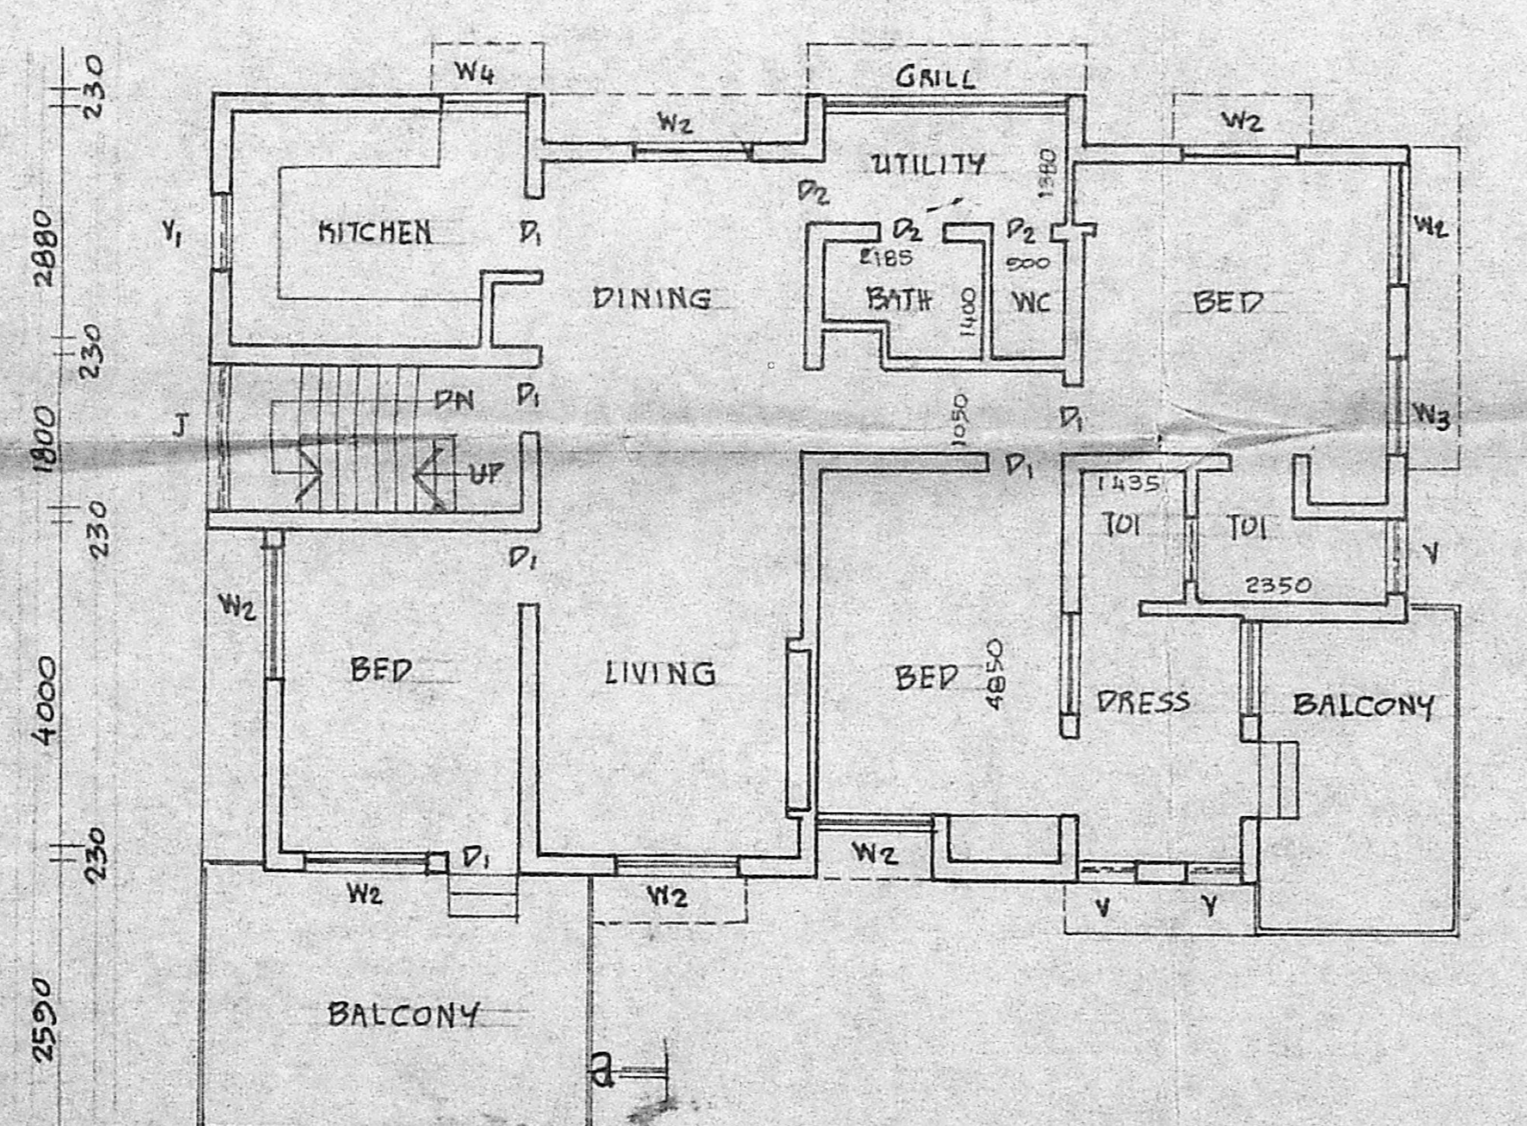 W4
GRILL
230
W2
W2
UTILITY
1380
D2
V1
KITCHEN
D1
D2
D2
W2
2880
2185
900
DINING
BATH
1400
WC
BED
230
DN
D1
1050
D1
W3
J
1800
UP
D1
1435
230
TOI
TOI
D1
V
2350
W2
BED
LIVING
BED
4850
DRESS
BALCONY
4000
230
D1
W2
W2
W2
V
V
2590
BALCONY
a